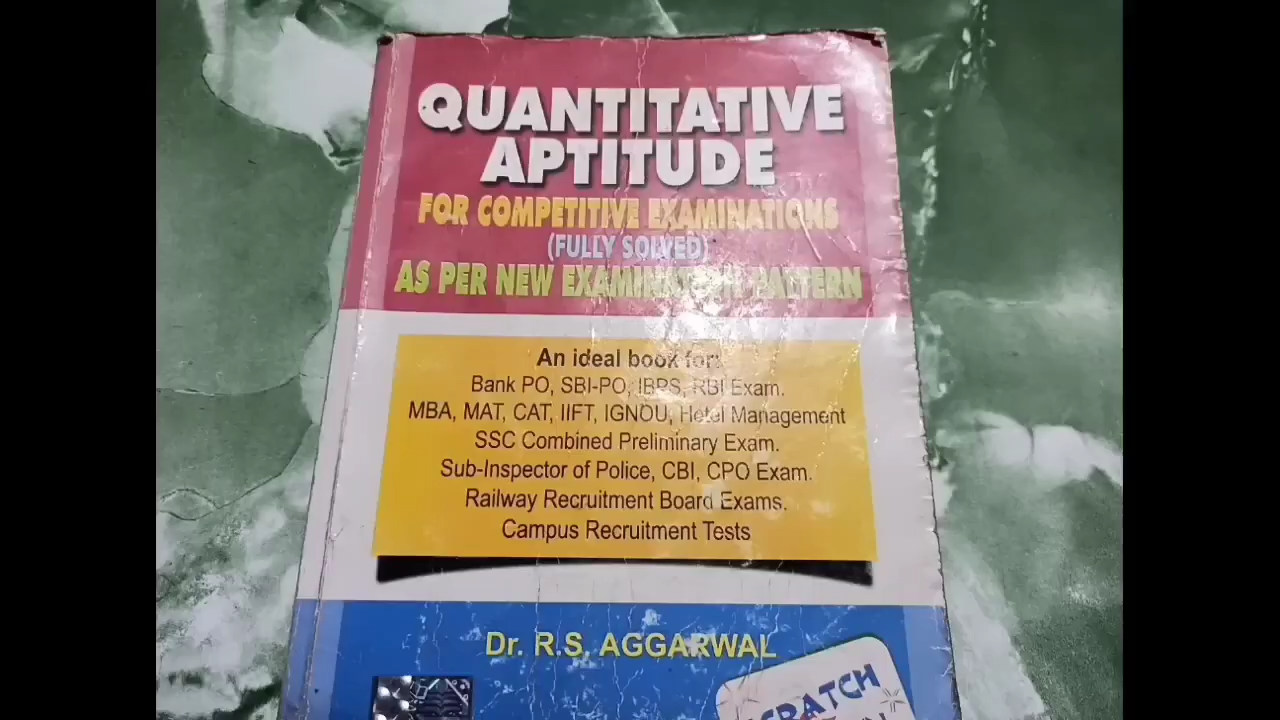 QUANTITATIVE
APTITUDE
FOR COMPETITIVE EXAMINATIONS
(FULLY SOLVED)
AS PER NEW EXAMINATION PATTERN
An ideal book for:
Bank PO, SBI-PO, IBPS, RBI Exam.
MBA, MAT, CAT, IIFT, IGNOU, Hotel Management
SSC Combined Preliminary Exam.
Sub-Inspector of Police, CBI, CPO Exam.
Railway Recruitment Board Exams.
Campus Recruitment Tests
Dr. R.S. AGGARWAL
SCRATCH